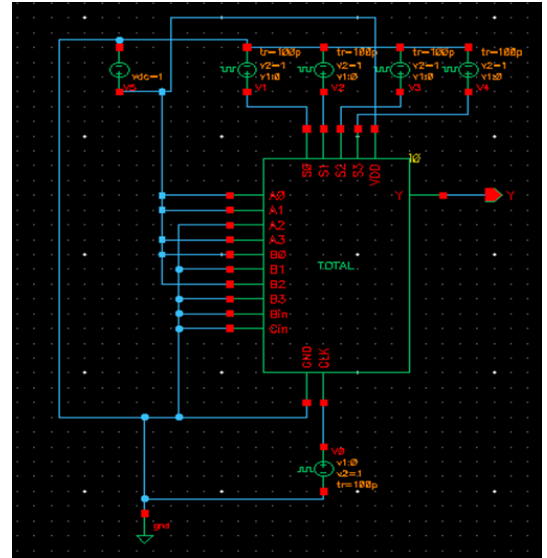 tr=100p tr=100p tr=100p tr=100p
vdc=1 v2=1 v2=1 v2=1 v2=1
v1:0 v1:0 v1:0 v1:0
V5 V1 V2 V3 V4
S0 S1 S2 S3 VDD
A0
A1
A2
A3
B0
B1
B2
B3
Bin
Cin
TOTAL
Y Y
GND CLK
v1:0
v2=1
tr=100p
gnd